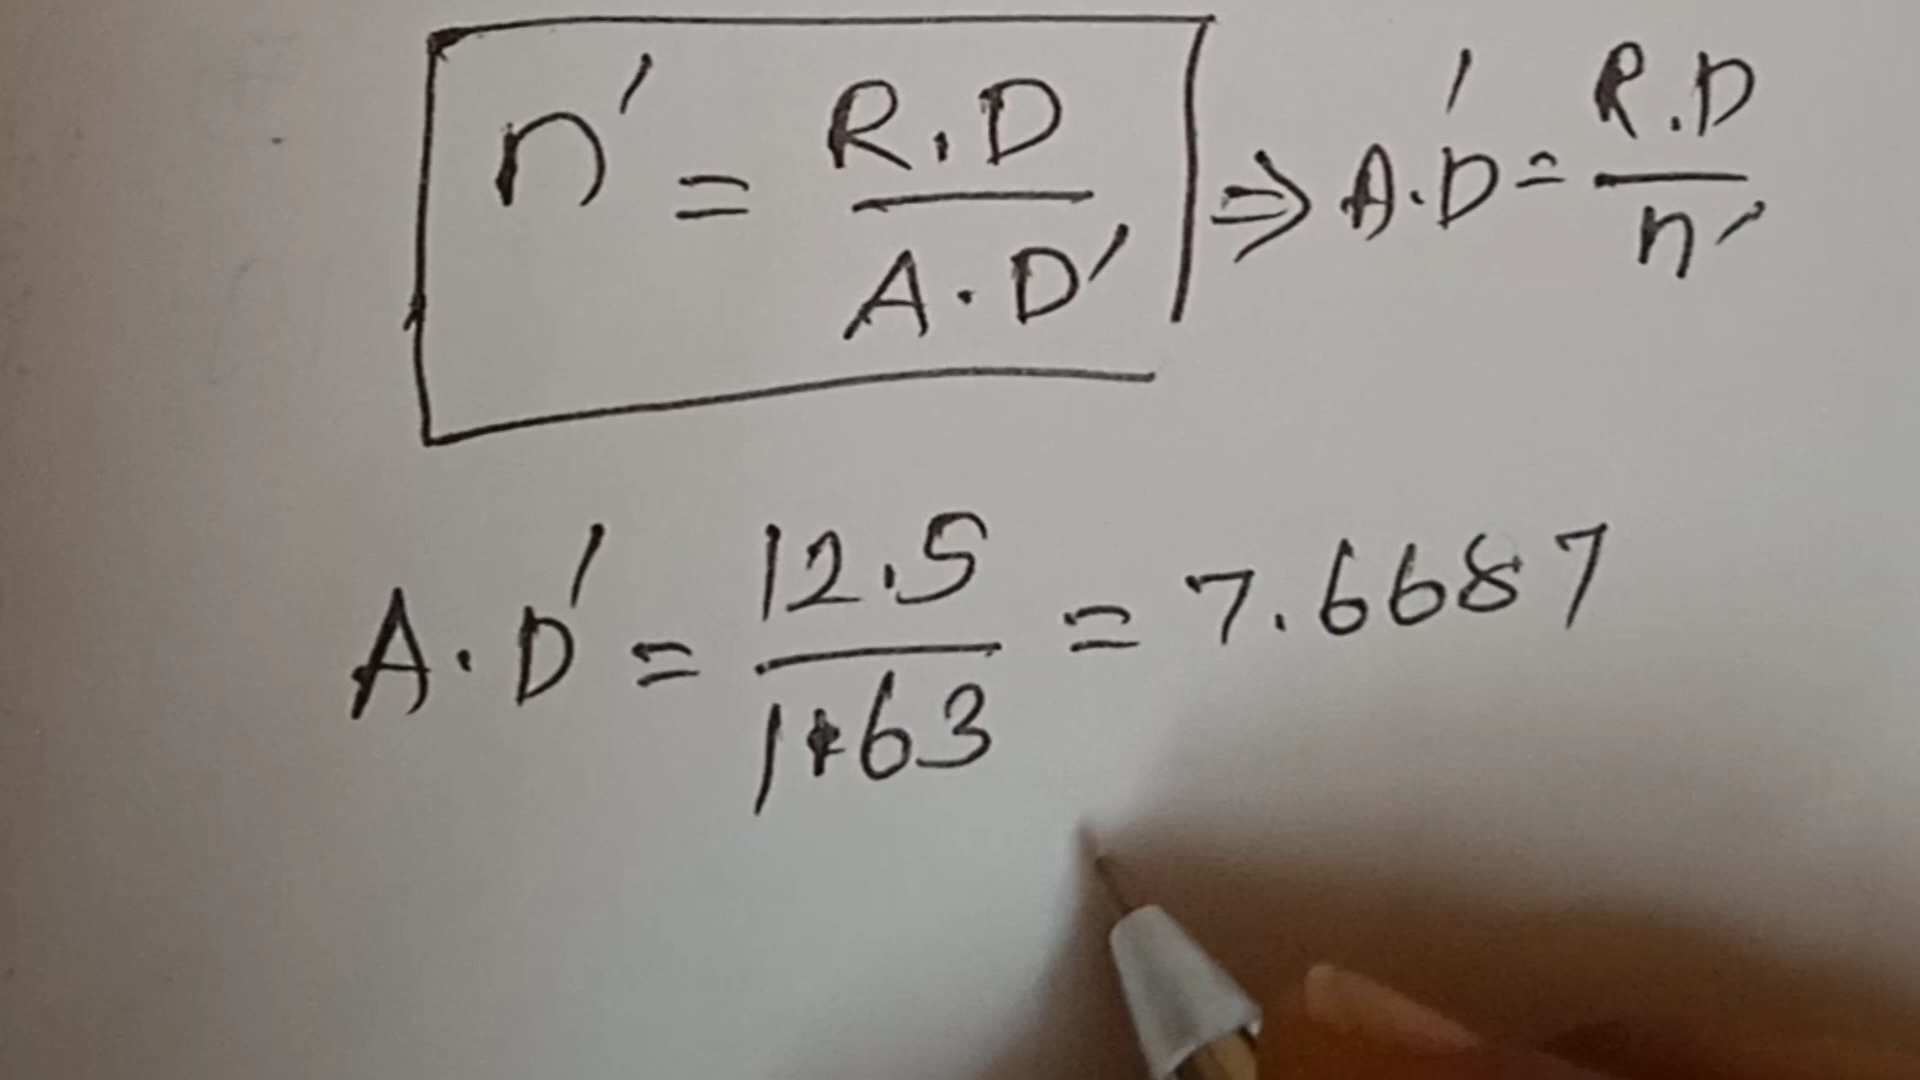 n' = R.D / A.D' ⇒ A.D' = R.D / n'
A.D' = 12.5 / 1.63 = 7.6687